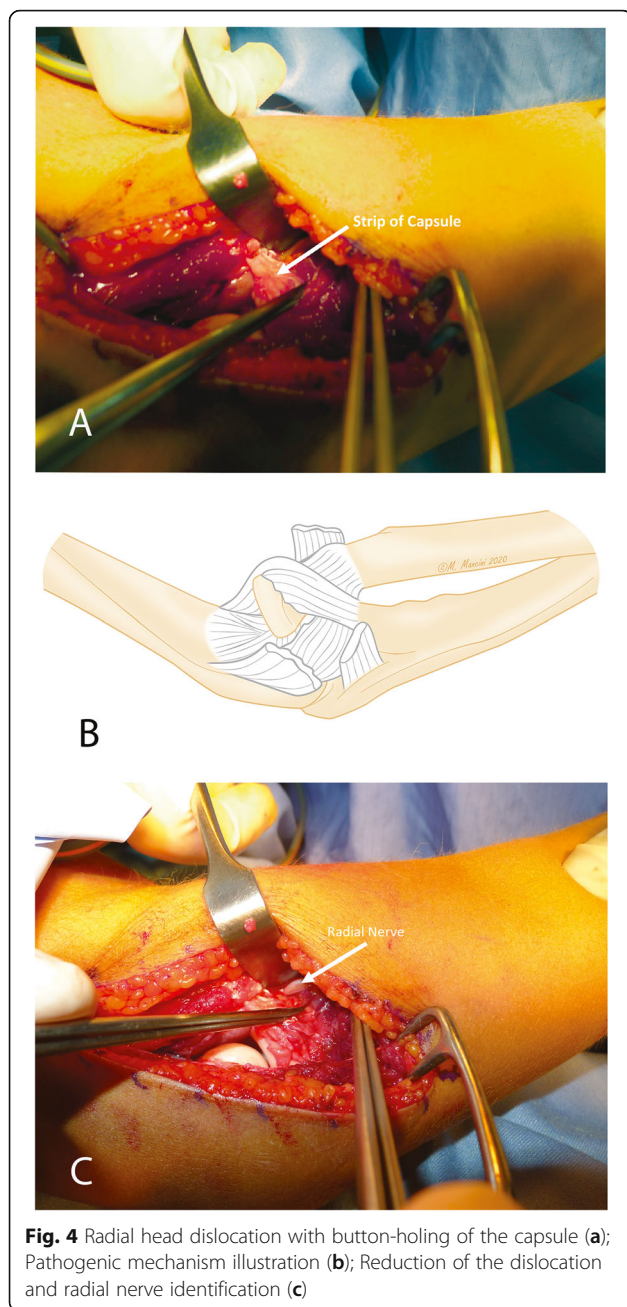 Strip of Capsule
A
©M. Mancini 2020
B
Radial Nerve
C
Fig. 4 Radial head dislocation with button-holing of the capsule (a);
Pathogenic mechanism illustration (b); Reduction of the dislocation
and radial nerve identification (c)